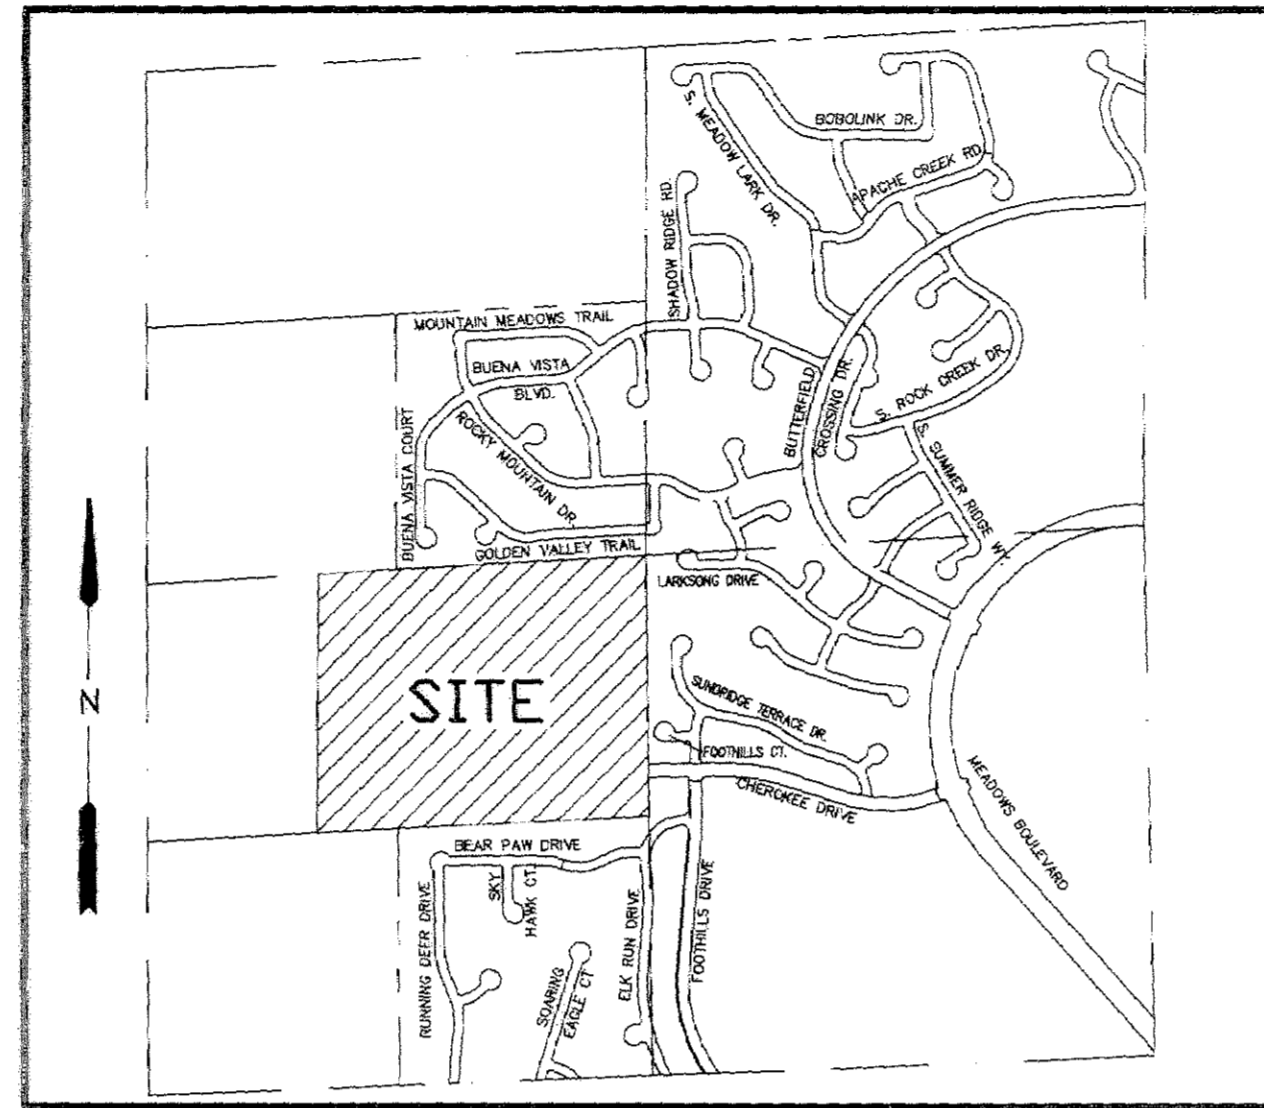 S. MEADOW LARK DR.
BOBOLINK DR.
APACHE CREEK RD.
SHADOW RIDGE RD.
MOUNTAIN MEADOWS TRAIL
BUENA VISTA
BLVD.
BUTTERFIELD
CROSSING DR.
S. ROCK CREEK DR.
BUENA VISTA COURT
ROCKY MOUNTAIN DR.
S. SUMMER RIDGE WY.
GOLDEN VALLEY TRAIL
LARKSONG DRIVE
SITE
N
SUNDRIDGE TERRACE DR.
FOOTHILLS CT.
CHEROKEE DRIVE
MEADOWS BOULEVARD
BEAR PAW DRIVE
SKY
HAWK CT.
RUNNING DEER DRIVE
SOARING
EAGLE CT
ELK RUN DRIVE
FOOTHILLS DRIVE